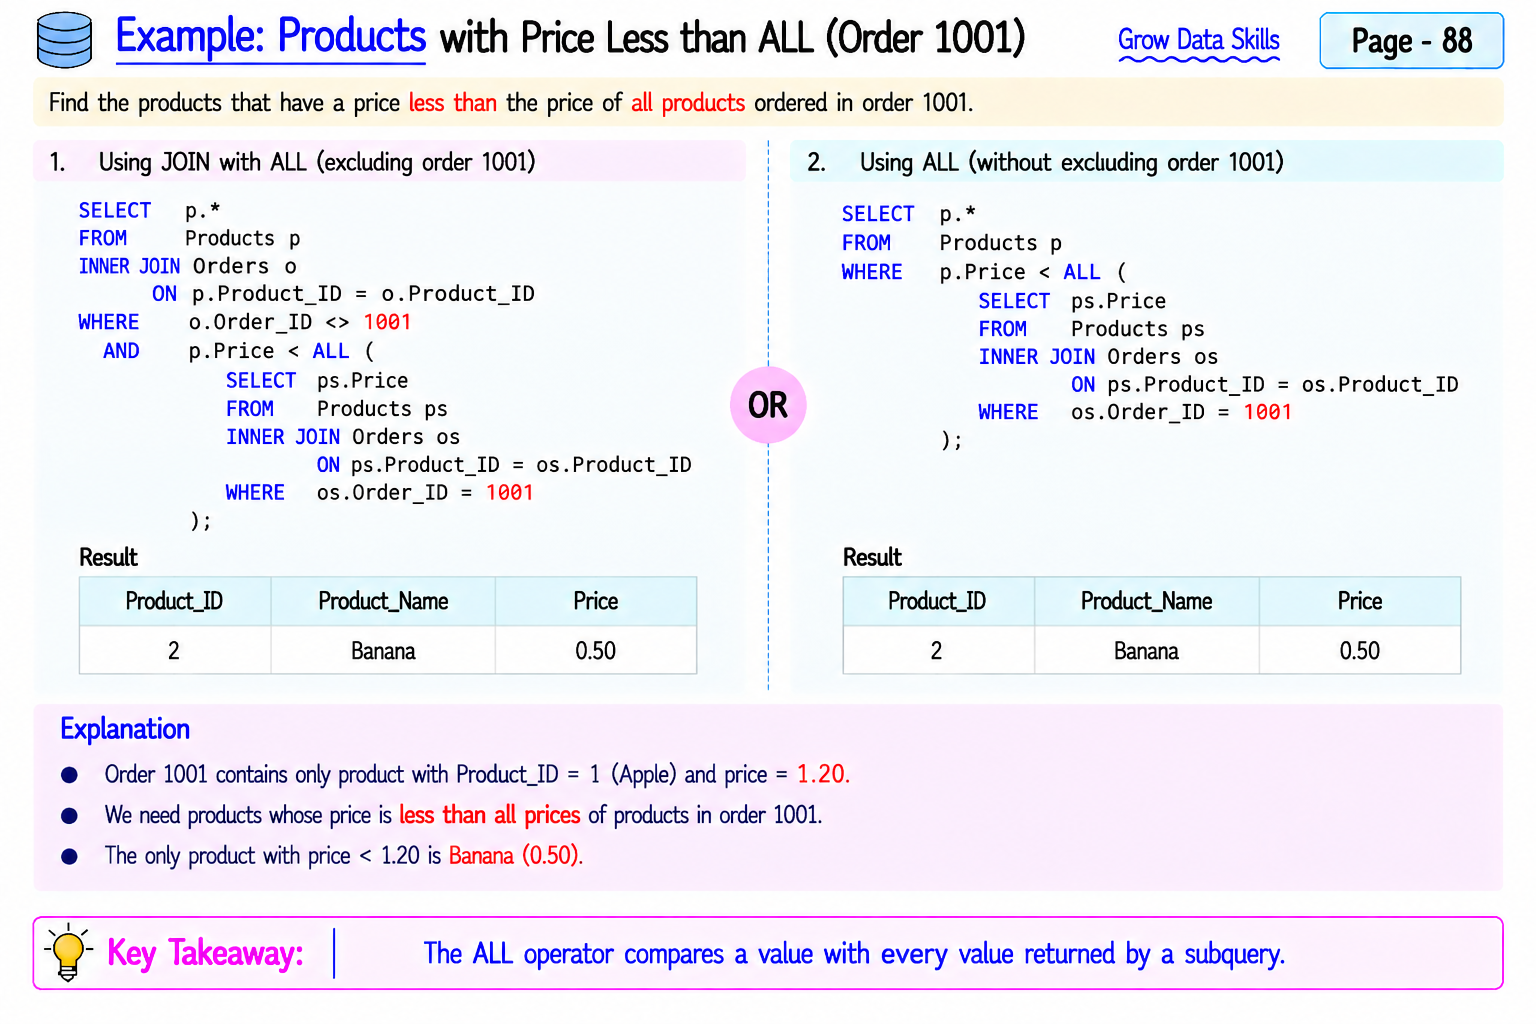 Example: Products with Price Less than ALL (Order 1001)
Grow Data Skills
Page - 88
Find the products that have a price less than the price of all products ordered in order 1001.
1. Using JOIN with ALL (excluding order 1001)
SELECT p.*
FROM Products p
INNER JOIN Orders o
ON p.Product_ID = o.Product_ID
WHERE o.Order_ID <> 1001
AND p.Price < ALL (
SELECT ps.Price
FROM Products ps
INNER JOIN Orders os
ON ps.Product_ID = os.Product_ID
WHERE os.Order_ID = 1001
);
Result
Product_ID Product_Name Price
2 Banana 0.50
OR
2. Using ALL (without excluding order 1001)
SELECT p.*
FROM Products p
WHERE p.Price < ALL (
SELECT ps.Price
FROM Products ps
INNER JOIN Orders os
ON ps.Product_ID = os.Product_ID
WHERE os.Order_ID = 1001
);
Result
Product_ID Product_Name Price
2 Banana 0.50
Explanation
● Order 1001 contains only product with Product_ID = 1 (Apple) and price = 1.20.
● We need products whose price is less than all prices of products in order 1001.
● The only product with price < 1.20 is Banana (0.50).
Key Takeaway:
The ALL operator compares a value with every value returned by a subquery.